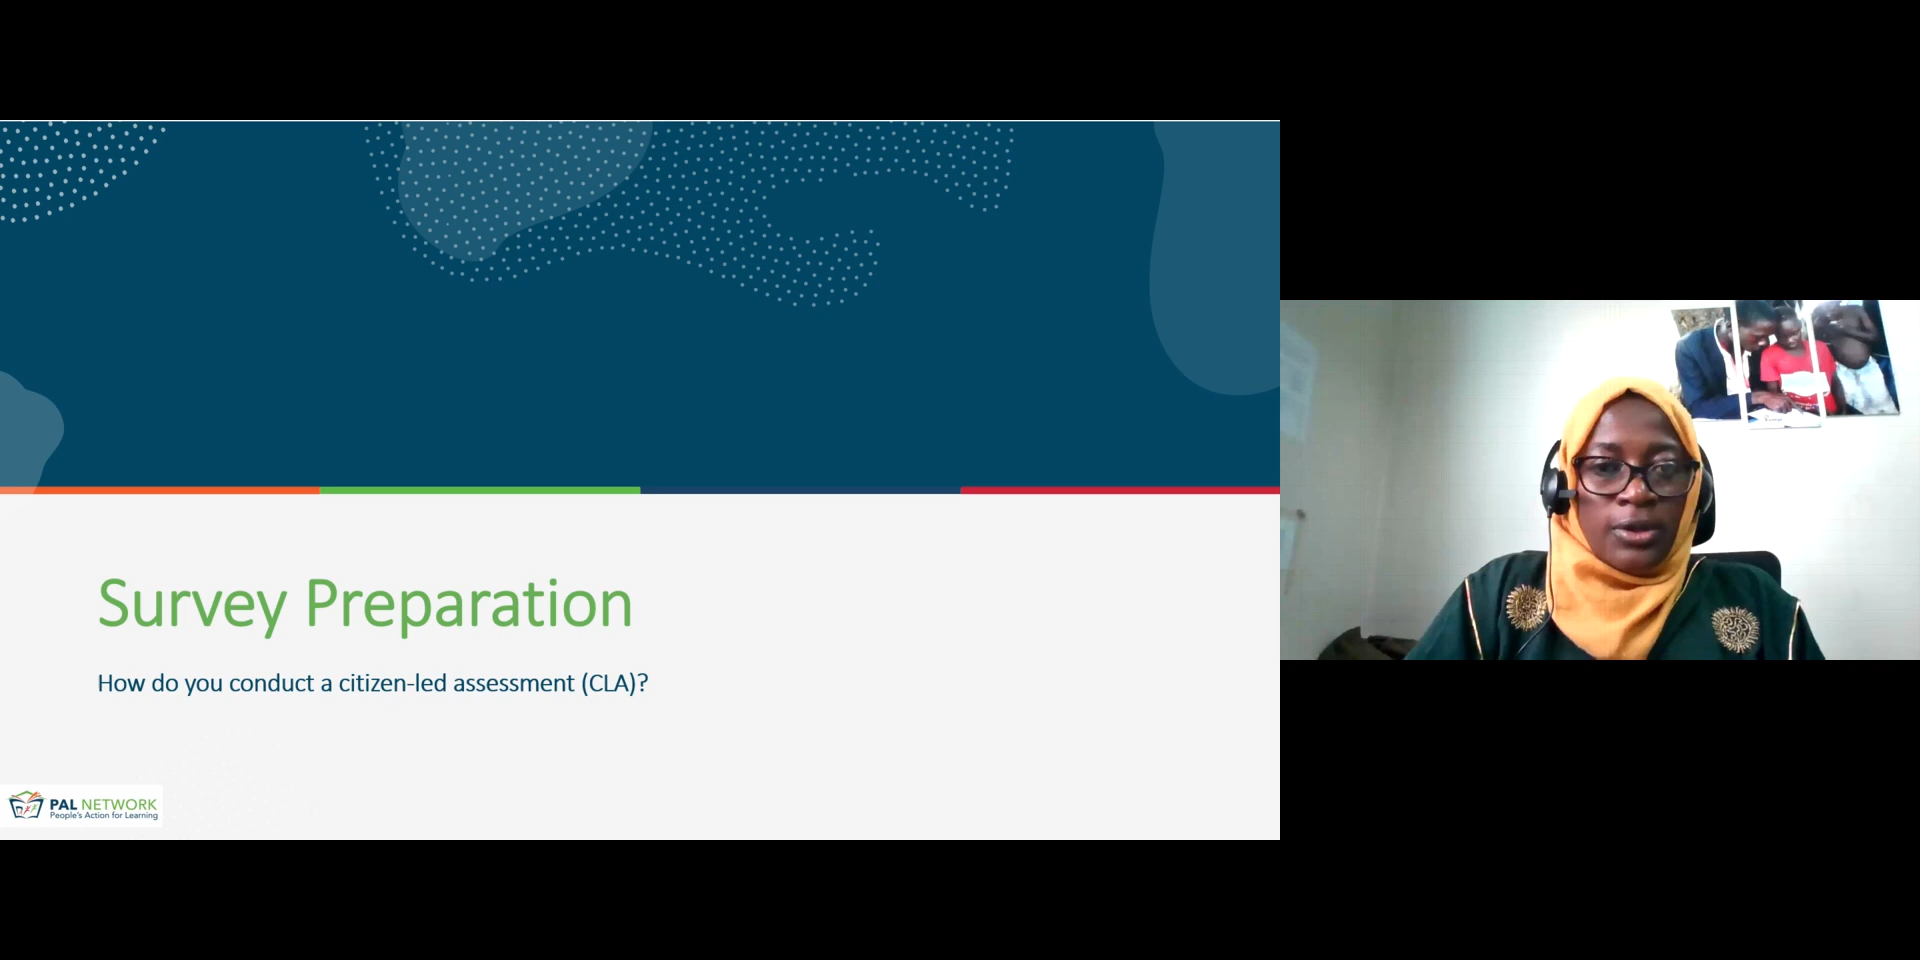 Survey Preparation
How do you conduct a citizen-led assessment (CLA)?
PAL NETWORK
People's Action for Learning